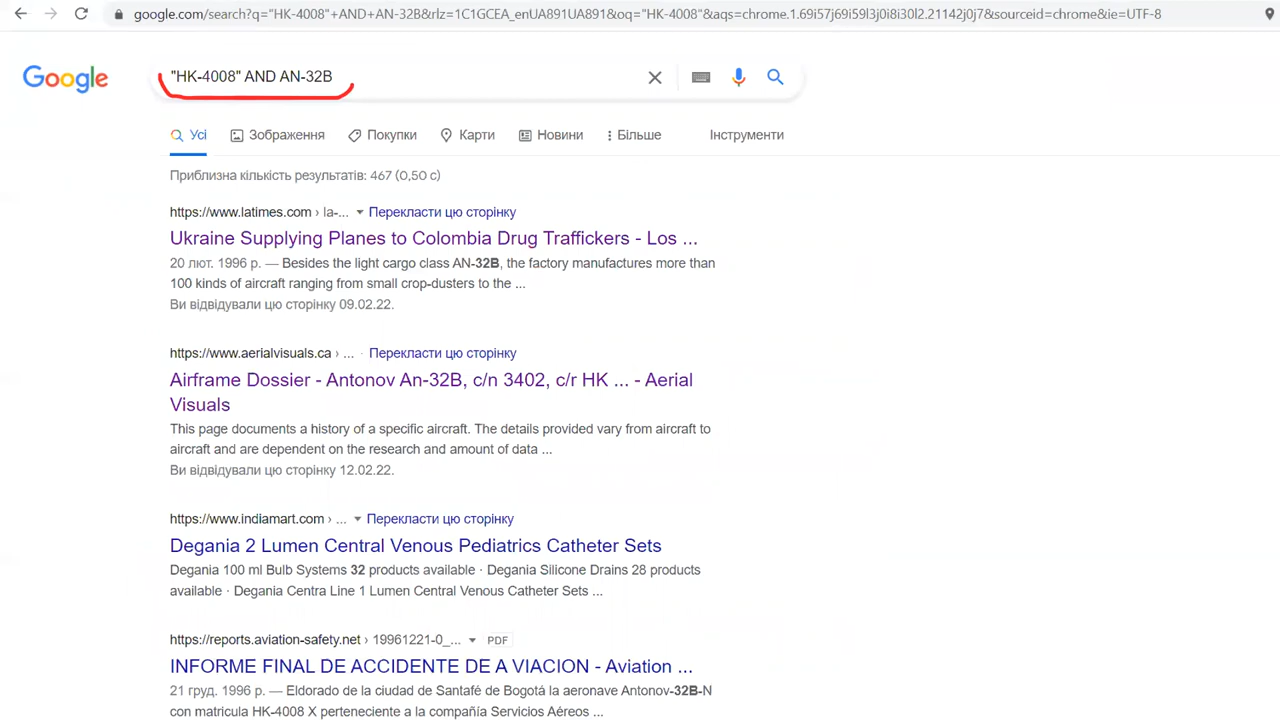 google.com/search?q="HK-4008"+AND+AN-32B&rlz=1C1GCEA_enUA891UA891&oq="HK-4008"&aqs=chrome.1.69i57j69i59l3j0i8i30l2.21142j0j7&sourceid=chrome&ie=UTF-8
Google
"HK-4008" AND AN-32B
Усі Зображення Покупки Карти Новини Більше Інструменти
Приблизна кількість результатів: 467 (0,50 с)
https://www.latimes.com › la-... Перекласти цю сторінку
Ukraine Supplying Planes to Colombia Drug Traffickers - Los ...
20 лют. 1996 р. — Besides the light cargo class AN-32B, the factory manufactures more than
100 kinds of aircraft ranging from small crop-dusters to the ...
Ви відвідували цю сторінку 09.02.22.
https://www.aerialvisuals.ca › ... · Перекласти цю сторінку
Airframe Dossier - Antonov An-32B, c/n 3402, c/r HK ... - Aerial
Visuals
This page documents a history of a specific aircraft. The details provided vary from aircraft to
aircraft and are dependent on the research and amount of data ...
Ви відвідували цю сторінку 12.02.22.
https://www.indiamart.com › ... Перекласти цю сторінку
Degania 2 Lumen Central Venous Pediatrics Catheter Sets
Degania 100 ml Bulb Systems 32 products available · Degania Silicone Drains 28 products
available · Degania Centra Line 1 Lumen Central Venous Catheter Sets ...
https://reports.aviation-safety.net › 19961221-0_... PDF
INFORME FINAL DE ACCIDENTE DE A VIACION - Aviation ...
21 груд. 1996 р. — Eldorado de la ciudad de Santafé de Bogotá la aeronave Antonov-32B-N
con matricula HK-4008 X perteneciente a la compañía Servicios Aéreos ...